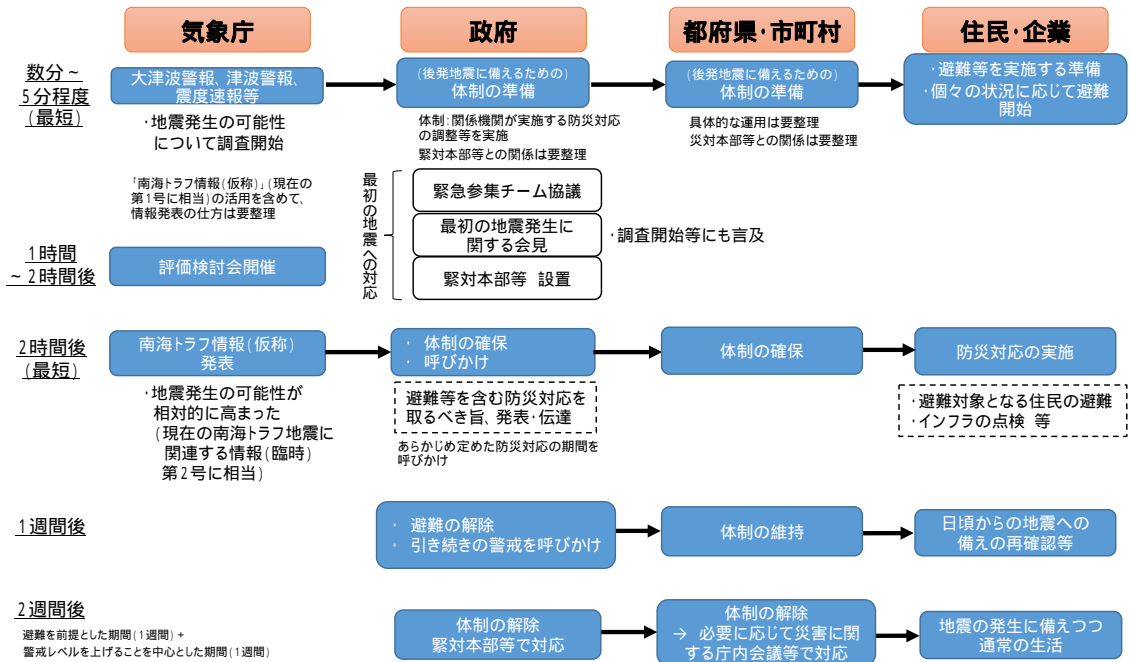 気象庁
政府
都府県・市町村
住民・企業
数分～
5分程度
(最短)
大津波警報、津波警報、
震度速報等
・地震発生の可能性
について調査開始
(後発地震に備えるための)
体制の準備
体制:関係機関が実施する防災対応
の調整等を実施
緊対本部等との関係は要整理
(後発地震に備えるための)
体制の準備
具体的な運用は要整理
災対本部等との関係は要整理
・避難等を実施する準備
・個々の状況に応じて避難
開始
「南海トラフ情報(仮称)」(現在の
第1号に相当)の活用を含めて、
情報発表の仕方は要整理
最初の地震への対応
緊急参集チーム協議
最初の地震発生に
関する会見
・調査開始等にも言及
緊対本部等 設置
1時間
～2時間後
評価検討会開催
2時間後
(最短)
南海トラフ情報(仮称)
発表
・地震発生の可能性が
相対的に高まった
(現在の南海トラフ地震に
関連する情報(臨時)
第2号に相当)
・ 体制の確保
・ 呼びかけ
避難等を含む防災対応を
取るべき旨、発表・伝達
あらかじめ定めた防災対応の期間を
呼びかけ
体制の確保
防災対応の実施
・避難対象となる住民の避難
・インフラの点検 等
1週間後
・ 避難の解除
・ 引き続きの警戒を呼びかけ
体制の維持
日頃からの地震への
備えの再確認等
2週間後
避難を前提とした期間(1週間)+
警戒レベルを上げることを中心とした期間(1週間)
体制の解除
緊対本部等で対応
体制の解除
→ 必要に応じて災害に関
する庁内会議等で対応
地震の発生に備えつつ
通常の生活